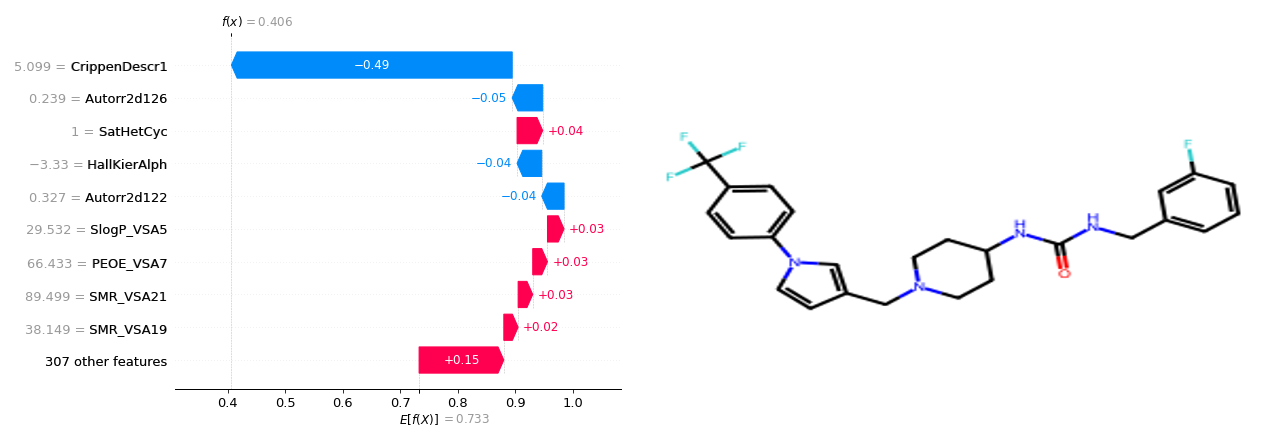 f(x) = 0.406
5.099 = CrippenDescr1
−0.49
0.239 = Autorr2d126
−0.05
1 = SatHetCyc
+0.04
−3.33 = HallKierAlph
−0.04
0.327 = Autorr2d122
−0.04
29.532 = SlogP_VSA5
+0.03
66.433 = PEOE_VSA7
+0.03
89.499 = SMR_VSA21
+0.03
38.149 = SMR_VSA19
+0.02
307 other features
+0.15
0.4 0.5 0.6 0.7 0.8 0.9 1.0
E[f(X)] = 0.733
F
F
F
N
N
H
N
O
H
N
F